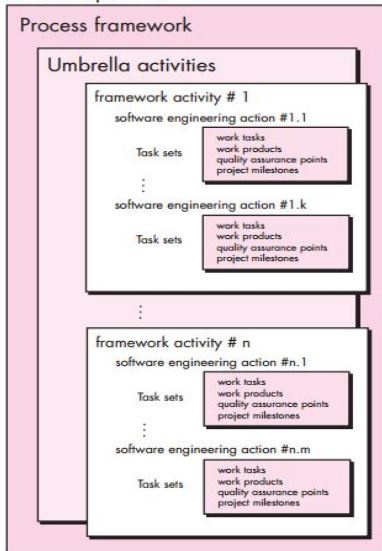 Process framework
Umbrella activities
framework activity # 1
software engineering action #1.1
Task sets
work tasks
work products
quality assurance points
project milestones
⋮
software engineering action #1.k
Task sets
work tasks
work products
quality assurance points
project milestones
⋮
framework activity # n
software engineering action #n.1
Task sets
work tasks
work products
quality assurance points
project milestones
⋮
software engineering action #n.m
Task sets
work tasks
work products
quality assurance points
project milestones